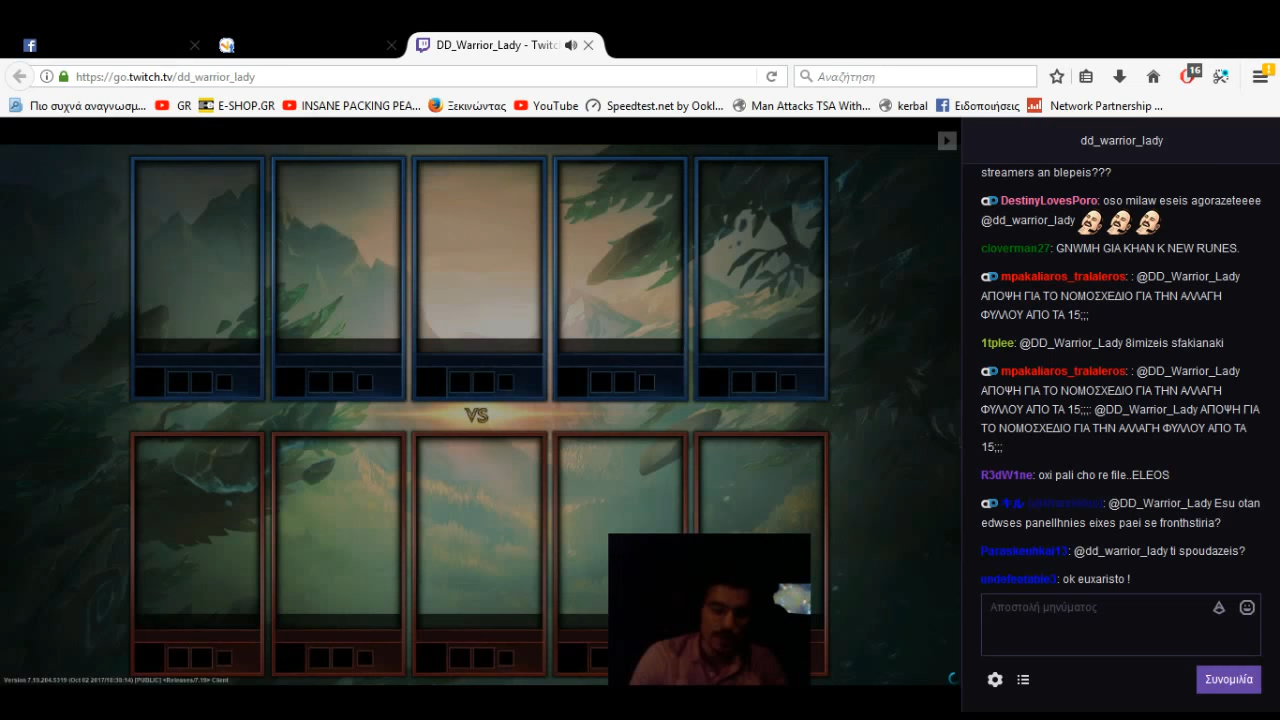 DD_Warrior_Lady - Twitc
https://go.twitch.tv/dd_warrior_lady
Αναζήτηση
16
Πιο συχνά αναγνωσμ...
GR
E-SHOP.GR
INSANE PACKING PEA...
Ξεκινώντας
YouTube
Speedtest.net by Ookl...
Man Attacks TSA With...
kerbal
Ειδοποιήσεις
Network Partnership ...
dd_warrior_lady
streamers an blepeis???
DestinyLovesPoro: oso milaw eseis agorazeteeee
@dd_warrior_lady
cloverman27: GNWMH GIA KHAN K NEW RUNES.
mpakaliaros_tralaleros: : @DD_Warrior_Lady
ΑΠΟΨΗ ΓΙΑ ΤΟ ΝΟΜΟΣΧΕΔΙΟ ΓΙΑ ΤΗΝ ΑΛΛΑΓΗ
ΦΥΛΛΟΥ ΑΠΟ ΤΑ 15;;;
1tplee: @DD_Warrior_Lady 8imizeis sfakianaki
mpakaliaros_tralaleros: : @DD_Warrior_Lady
ΑΠΟΨΗ ΓΙΑ ΤΟ ΝΟΜΟΣΧΕΔΙΟ ΓΙΑ ΤΗΝ ΑΛΛΑΓΗ
ΦΥΛΛΟΥ ΑΠΟ ΤΑ 15;;;: @DD_Warrior_Lady ΑΠΟΨΗ ΓΙΑ
ΤΟ ΝΟΜΟΣΧΕΔΙΟ ΓΙΑ ΤΗΝ ΑΛΛΑΓΗ ΦΥΛΛΟΥ ΑΠΟ ΤΑ
15;;;
R3dW1ne: oxi pali cho re file..ELEOS
: @DD_Warrior_Lady Esu otan
edwses panellhnies eixes paei se fronthstiria?
Paraskeuhkai13: @dd_warrior_lady ti spoudazeis?
undofeatable3: ok euxaristo !
Αποστολή μηνύματος
Συνομιλία
VS
Client